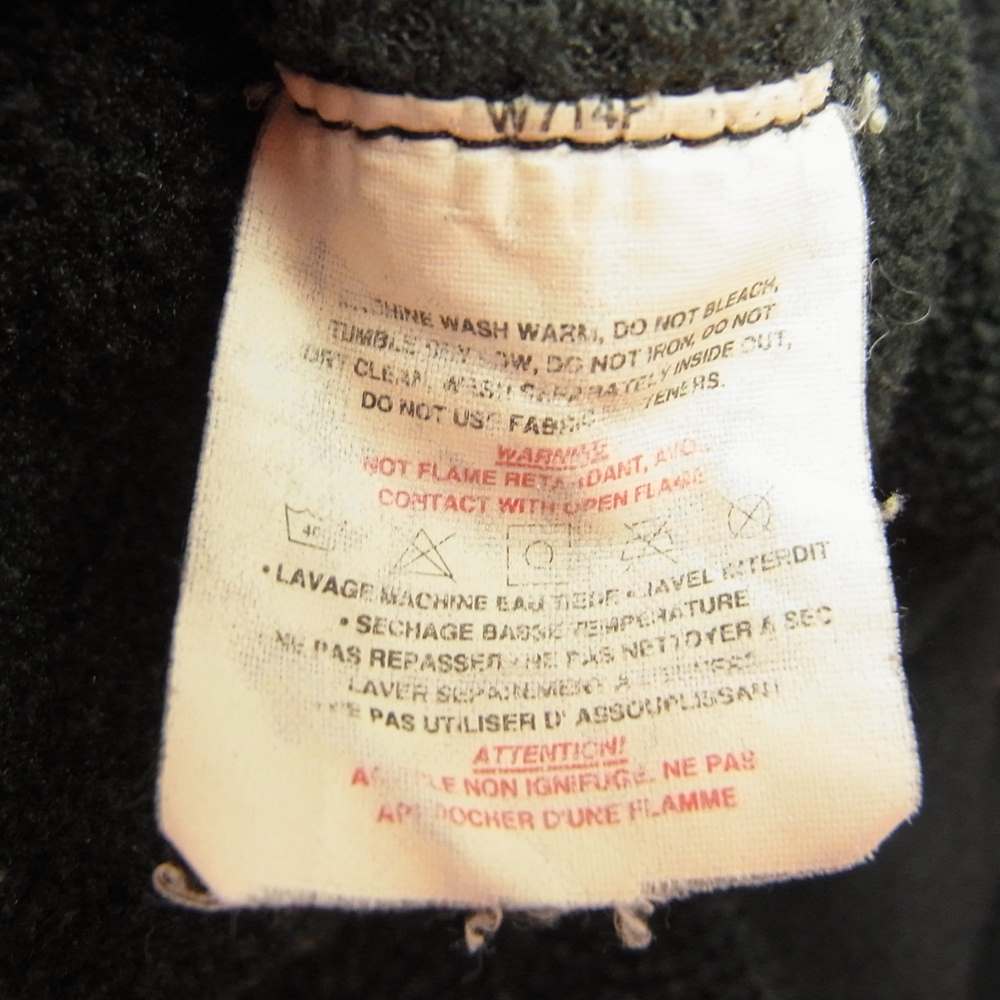 W714F
MACHINE WASH WARM, DO NOT BLEACH,
TUMBLE DRY LOW, DO NOT IRON, DO NOT
DRY CLEAN, WASH SEPARATELY INSIDE OUT,
DO NOT USE FABRIC SOFTENERS.
WARNING
NOT FLAME RETARDANT, AVOID
CONTACT WITH OPEN FLAME
40
• LAVAGE MACHINE EAU TIEDE • JAVEL INTERDIT
• SECHAGE BASSE TEMPERATURE
NE PAS REPASSER • NE PAS NETTOYER A SEC
LAVER SEPAREMENT A L'ENVERS
NE PAS UTILISER D' ASSOUPLISSANT
ATTENTION!
ARTICLE NON IGNIFUGE. NE PAS
APPROCHER D'UNE FLAMME